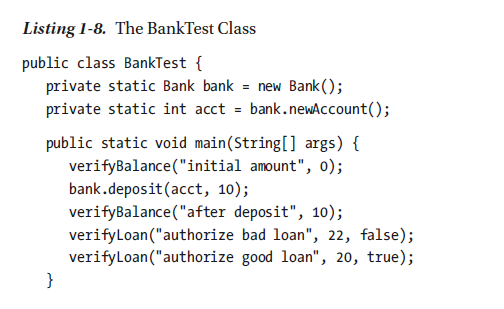 Listing 1-8. The BankTest Class
public class BankTest {
private static Bank bank = new Bank();
private static int acct = bank.newAccount();
public static void main(String[] args) {
verifyBalance("initial amount", 0);
bank.deposit(acct, 10);
verifyBalance("after deposit", 10);
verifyLoan("authorize bad loan", 22, false);
verifyLoan("authorize good loan", 20, true);
}